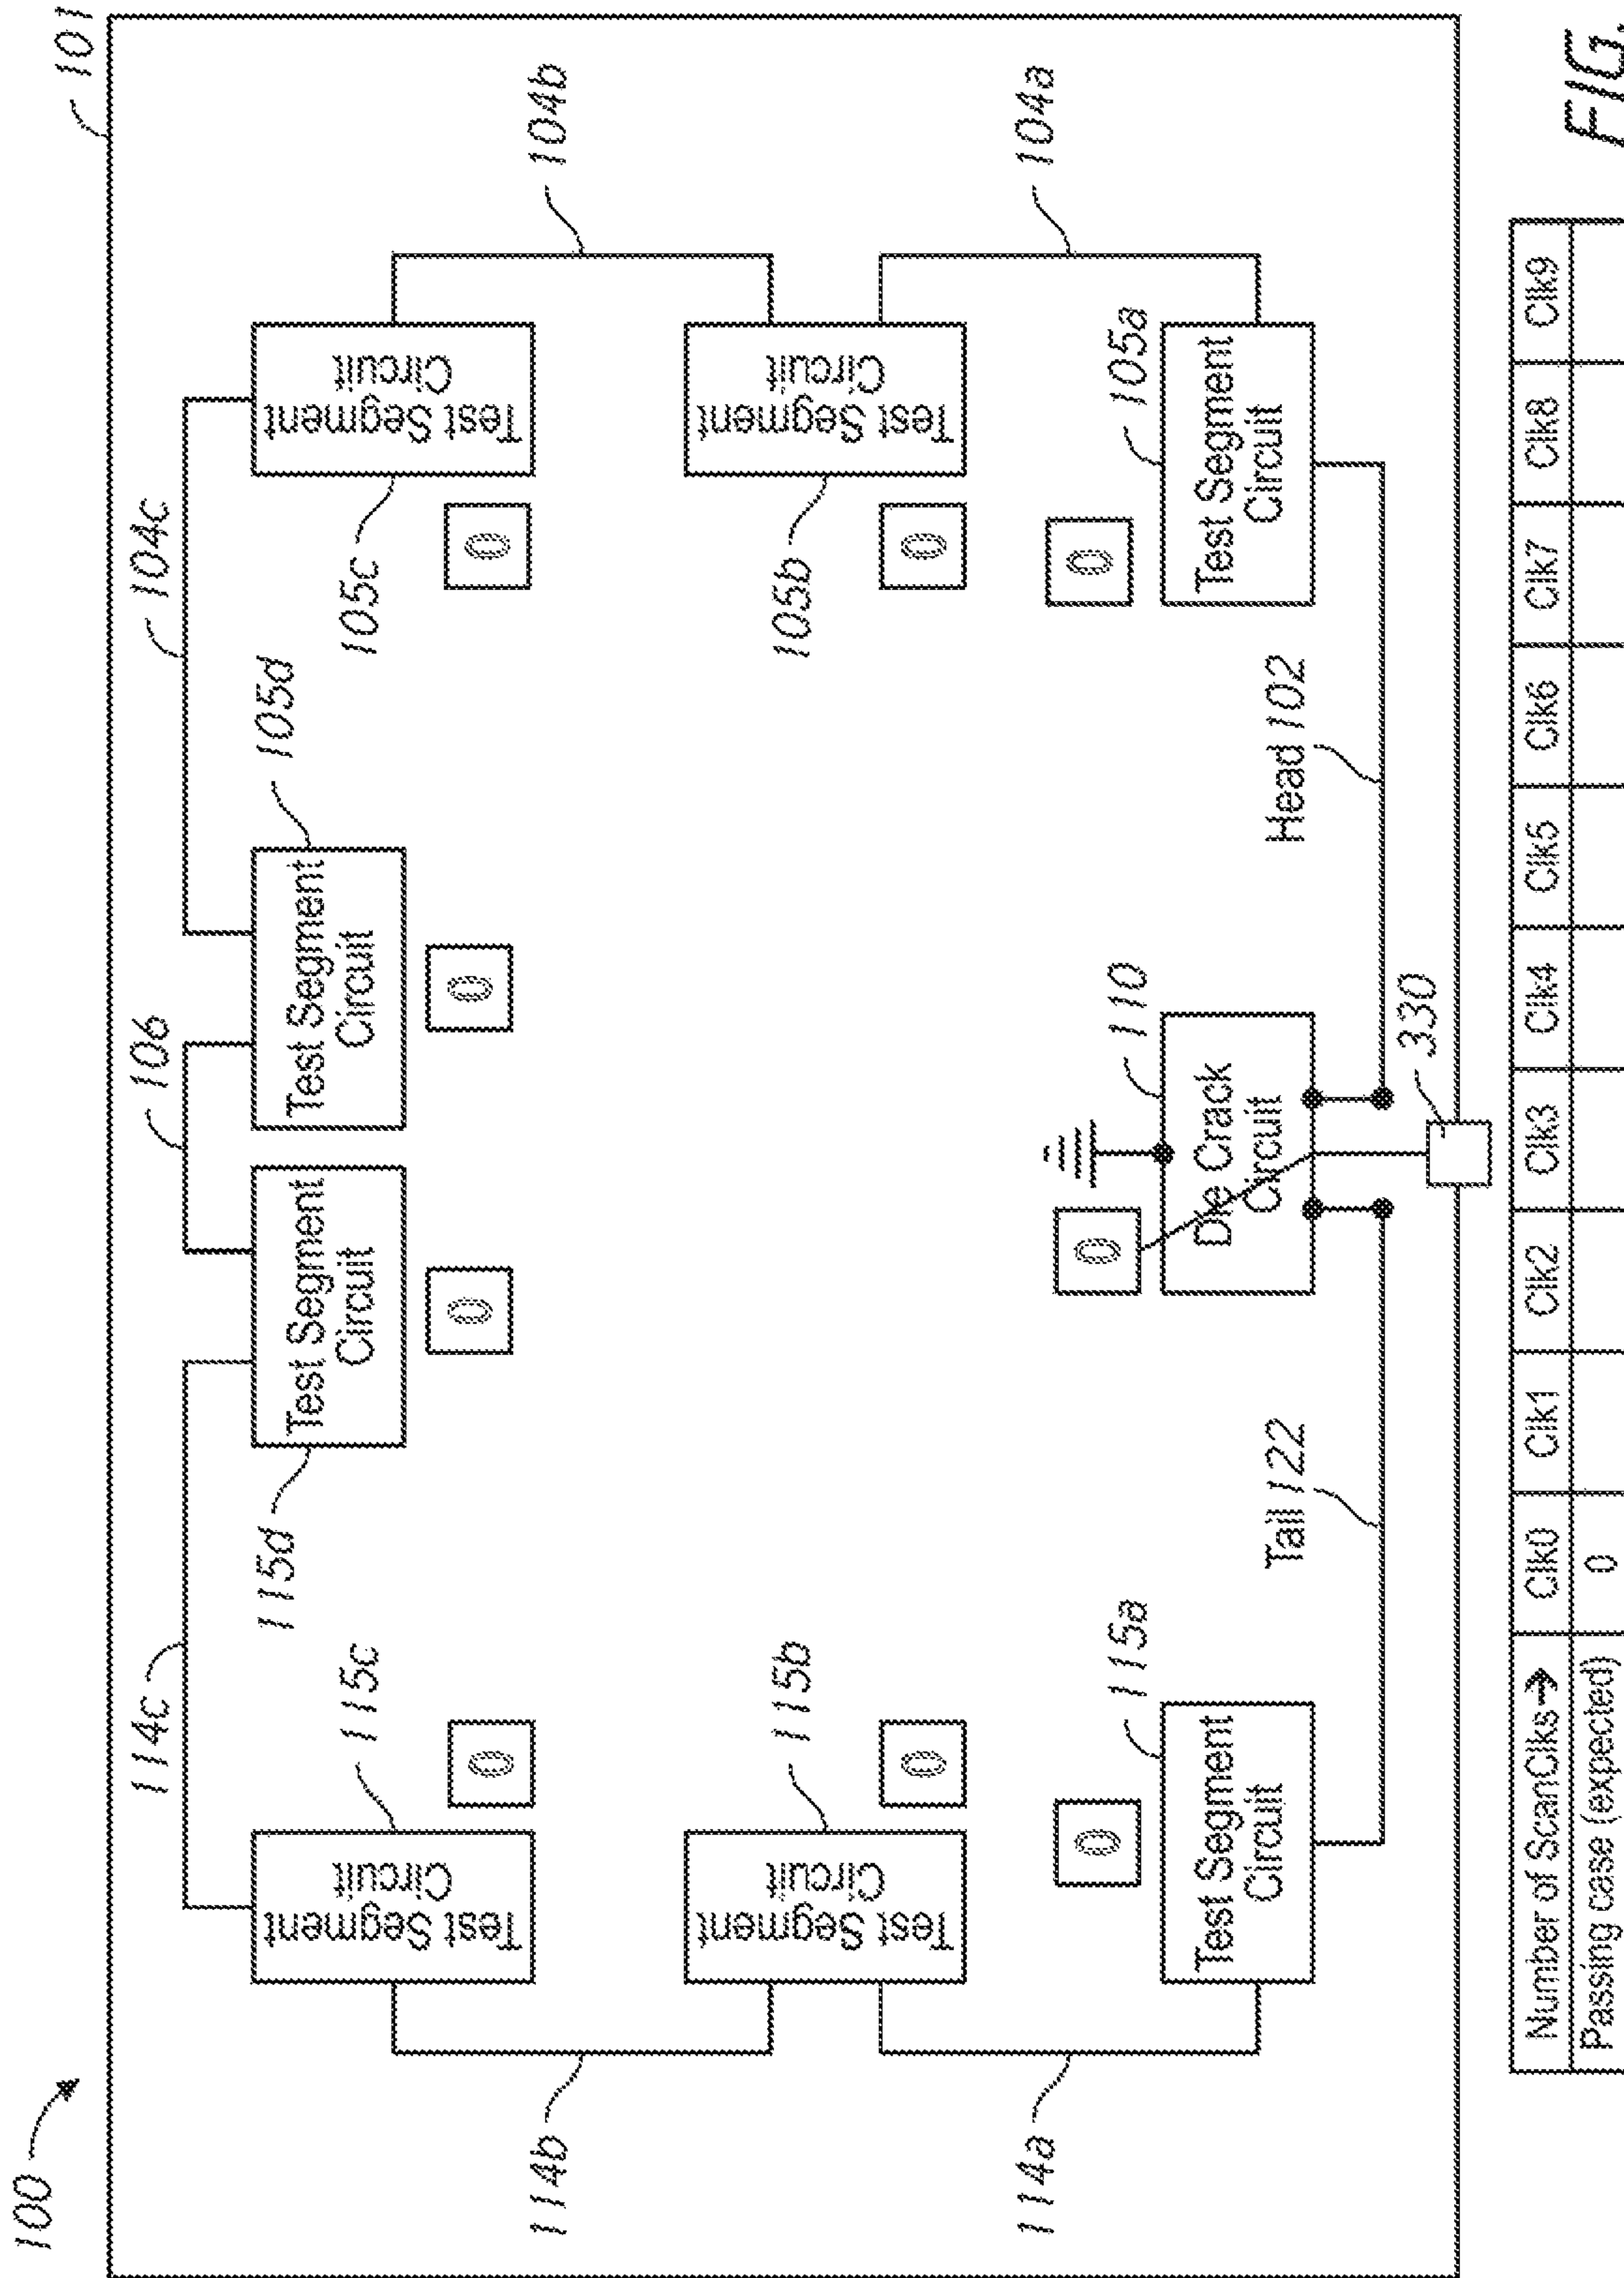 100
101
114c
106
104c
115d
105d
Test Segment
Circuit
Test Segment
Circuit
0
0
114b
115c
Test Segment
Circuit
0
104b
105c
Test Segment
Circuit
0
115b
Test Segment
Circuit
0
105b
Test Segment
Circuit
0
114a
115a
0
Test Segment
Circuit
104a
105a
0
Test Segment
Circuit
110
0
Die Crack
Circuit
Tail 122
Head 102
330
Number of ScanClks→ Clk0 Clk1 Clk2 Clk3 Clk4 Clk5 Clk6 Clk7 Clk8 Clk9
Passing case (expected) 0
FIG.